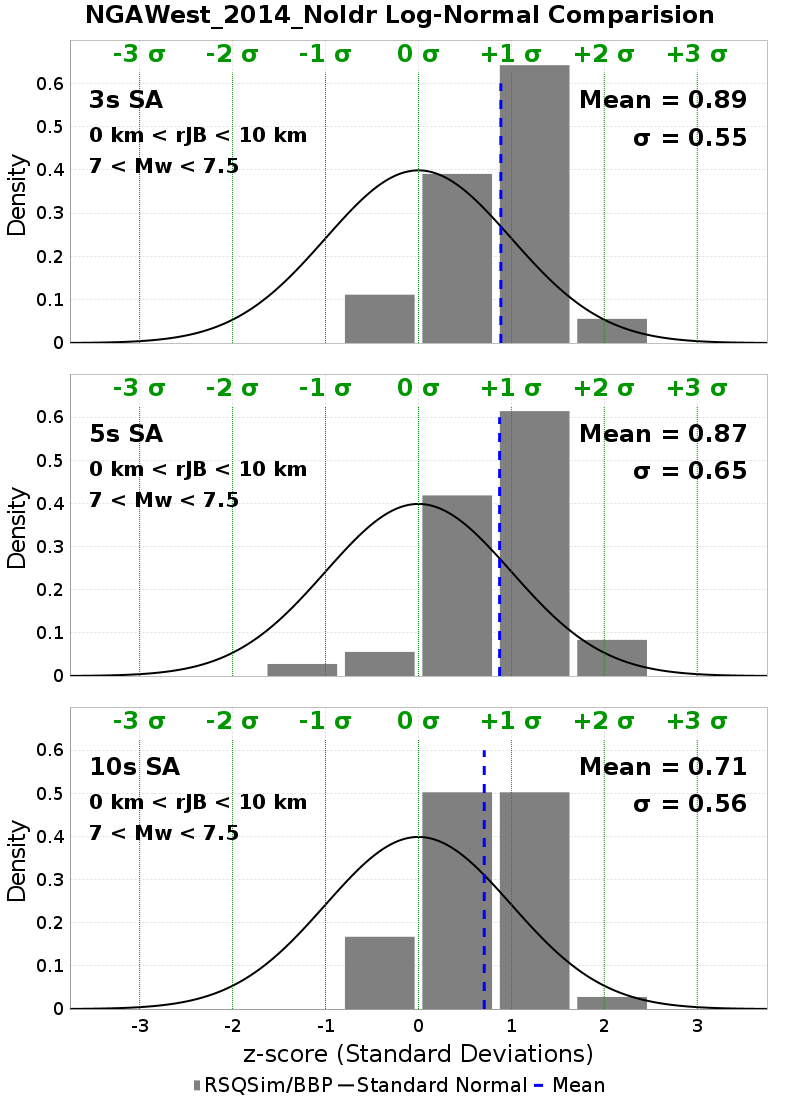 NGAWest_2014_NoIdr Log-Normal Comparision
-3 σ -2 σ -1 σ 0 σ +1 σ +2 σ +3 σ
3s SA
Mean = 0.89
0 km < rJB < 10 km
σ = 0.55
7 < Mw < 7.5
Density
0.6
0.5
0.4
0.3
0.2
0.1
0
-3 σ -2 σ -1 σ 0 σ +1 σ +2 σ +3 σ
5s SA
Mean = 0.87
0 km < rJB < 10 km
σ = 0.65
7 < Mw < 7.5
Density
0.6
0.5
0.4
0.3
0.2
0.1
0
-3 σ -2 σ -1 σ 0 σ +1 σ +2 σ +3 σ
10s SA
Mean = 0.71
0 km < rJB < 10 km
σ = 0.56
7 < Mw < 7.5
Density
0.6
0.5
0.4
0.3
0.2
0.1
0
-3 -2 -1 0 1 2 3
z-score (Standard Deviations)
RSQSim/BBP Standard Normal Mean